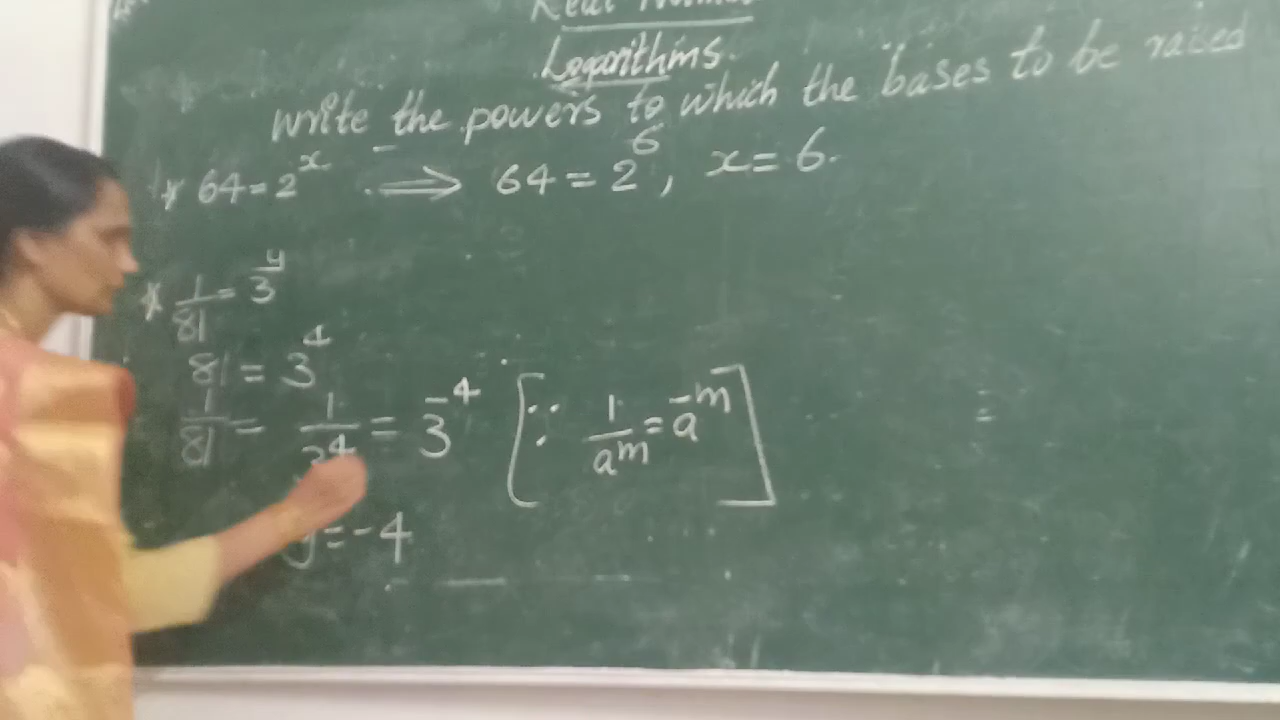 Real
Logarithms.
write the powers to which the bases to be raised
* 64 = 2^x ⟹ 64 = 2^6, x = 6.
* 1/81 = 3^y
81 = 3^4
1/81 = 1/3^4 = 3^-4 [∵ 1/a^m = a^-m]
y = -4
=